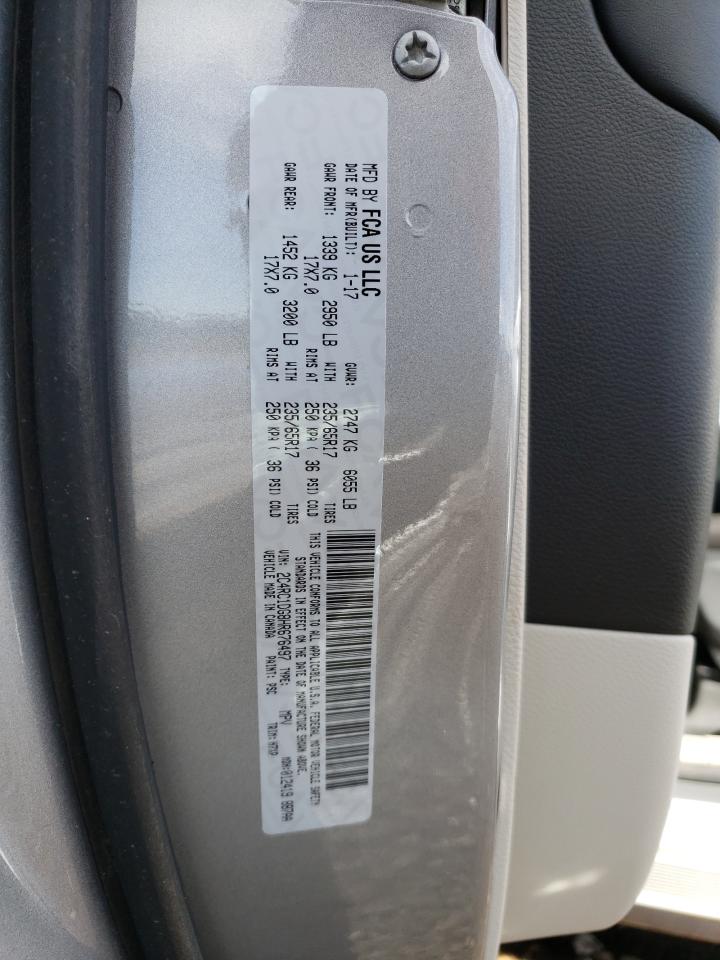 MFD BY FCA US LLC
DATE OF MFR(BUILT): 1-17 GVWR: 2747 KG 6055 LB
GAWR FRONT: 1339 KG 2950 LB WITH 235/65R17 TIRES
17X7.0 RIMS AT 250 KPA ( 36 PSI) COLD
GAWR REAR: 1452 KG 3200 LB WITH 235/65R17 TIRES
17X7.0 RIMS AT 250 KPA ( 36 PSI) COLD
THIS VEHICLE CONFORMS TO ALL APPLICABLE U.S.A. FEDERAL MOTOR VEHICLE SAFETY
STANDARDS IN EFFECT ON THE DATE OF MANUFACTURE SHOWN ABOVE.
VIN: 2C4RC1DG8HR676497 TYPE: MPV MDH:012419 
VEHICLE MADE IN CANADA PAINT: PSC TRIM: